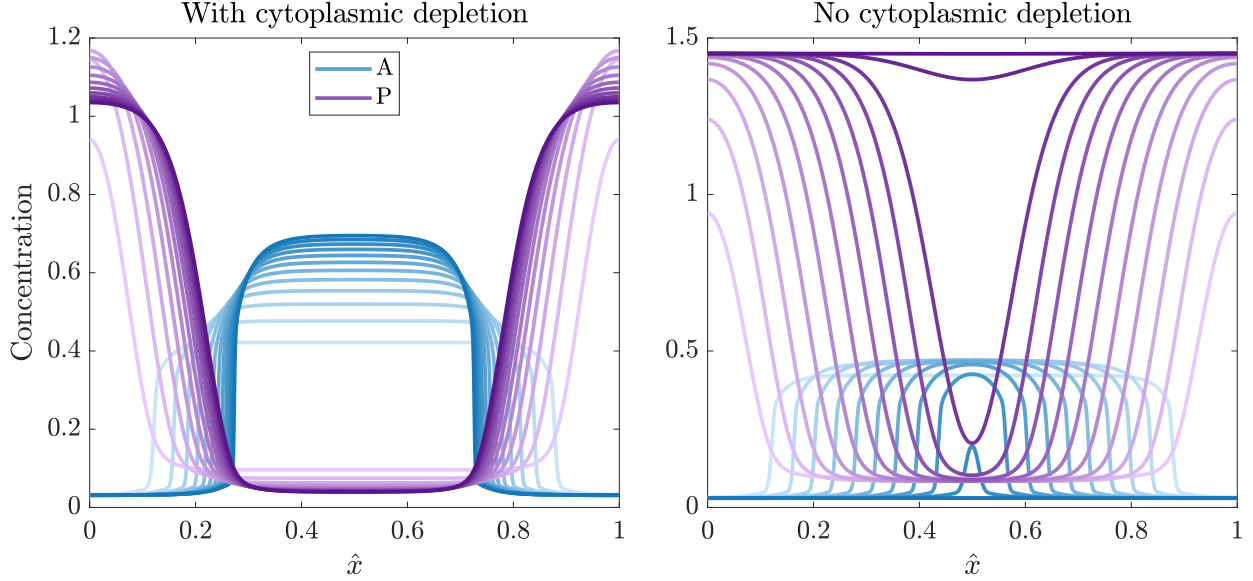 With cytoplasmic depletion
No cytoplasmic depletion
Concentration
1.2
1
0.8
0.6
0.4
0.2
0
0 0.2 0.4 0.6 0.8 1
x̂
A
P
1.5
1
0.5
0
0 0.2 0.4 0.6 0.8 1
x̂